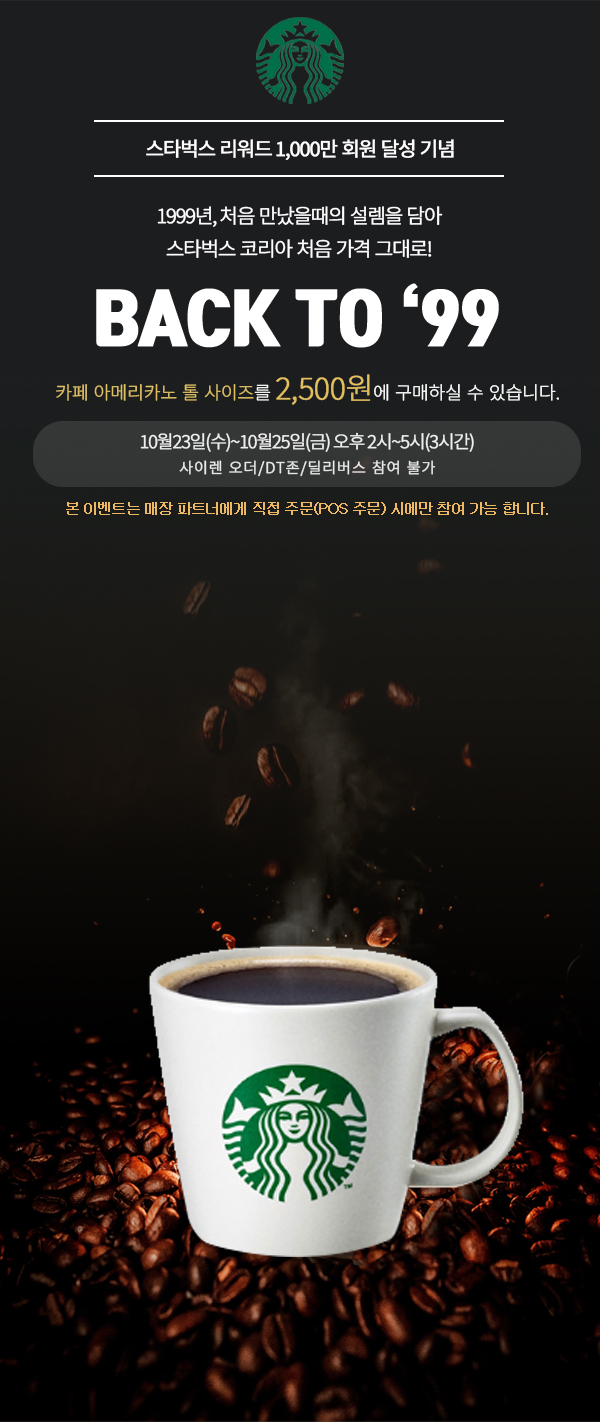 스타벅스 리워드 1,000만 회원 달성 기념
1999년, 처음 만났을때의 설렘을 담아
스타벅스 코리아 처음 가격 그대로!
BACK TO ‘99
카페 아메리카노 톨 사이즈를 2,500원에 구매하실 수 있습니다.
10월23일(수)~10월25일(금) 오후 2시~5시(3시간)
사이렌 오더/DT존/딜리버스 참여 불가
본 이벤트는 매장 파트너에게 직접 주문(POS 주문) 시에만 참여 가능 합니다.
TM